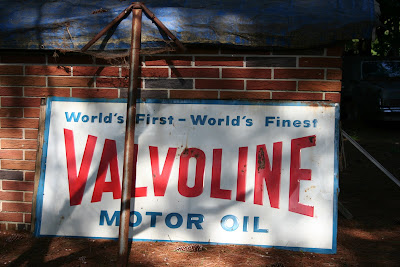 World's First - World's Finest
VALVOLINE
MOTOR OIL